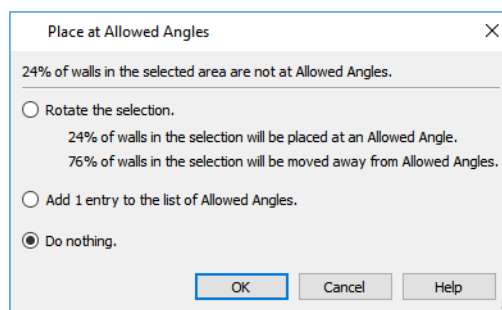 Place at Allowed Angles
24% of walls in the selected area are not at Allowed Angles.
Rotate the selection.
24% of walls in the selection will be placed at an Allowed Angle.
76% of walls in the selection will be moved away from Allowed Angles.
Add 1 entry to the list of Allowed Angles.
Do nothing.
OK Cancel Help